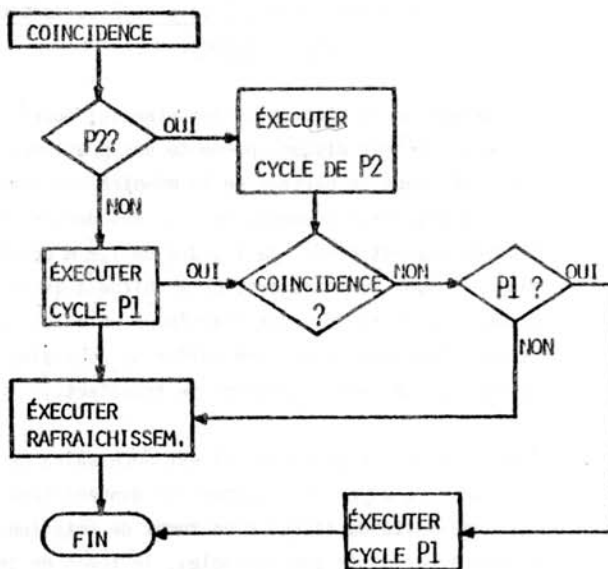 COINCIDENCE
P2?
OUI
ÉXECUTER
CYCLE DE P2
NON
ÉXECUTER
CYCLE P1
OUI
COINCIDENCE
?
NON
P1 ?
OUI
NON
ÉXECUTER
RAFRAICHISSEM.
FIN
ÉXECUTER
CYCLE P1